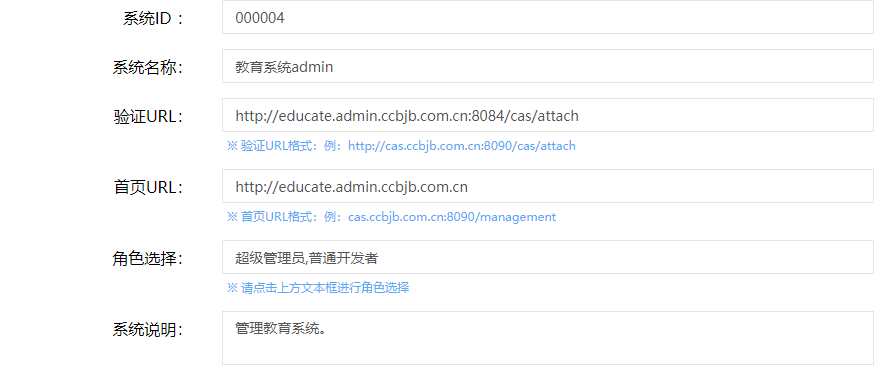 系统ID ： 000004
系统名称： 教育系统admin
验证URL： http://educate.admin.ccbjb.com.cn:8084/cas/attach
※ 验证URL格式：例：http://cas.ccbjb.com.cn:8090/cas/attach
首页URL： http://educate.admin.ccbjb.com.cn
※ 首页URL格式：例：cas.ccbjb.com.cn:8090/management
角色选择： 超级管理员,普通开发者
※ 请点击上方文本框进行角色选择
系统说明： 管理教育系统。